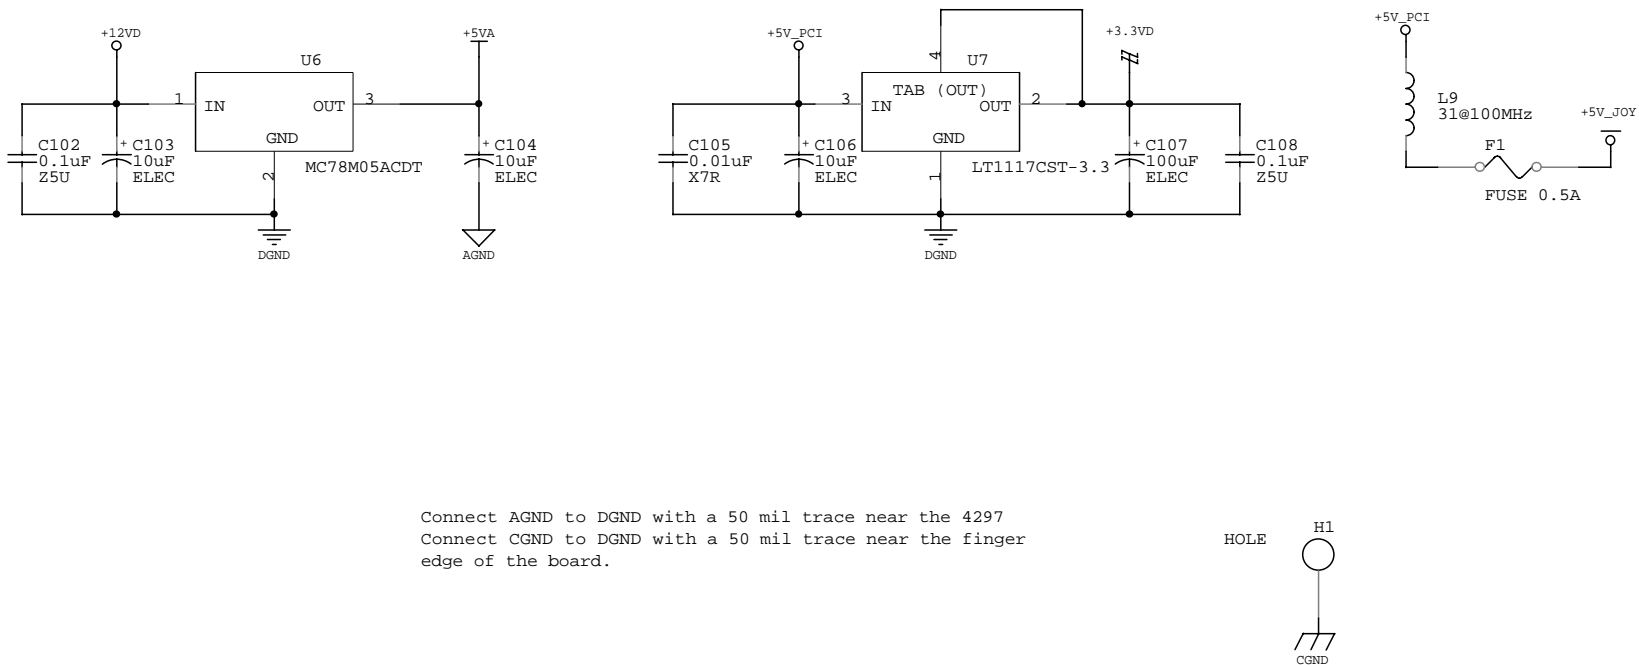 +12VD
+5VA
U6
1 IN OUT 3
GND
2
MC78M05ACDT
C102
0.1uF
Z5U
+ C103
10uF
ELEC
+ C104
10uF
ELEC
DGND
AGND
+5V_PCI
+3.3VD
4
U7
TAB (OUT)
3 IN OUT 2
GND
1
LT1117CST-3.3
C105
0.01uF
X7R
+ C106
10uF
ELEC
+ C107
100uF
ELEC
C108
0.1uF
Z5U
DGND
+5V_PCI
L9
31@100MHz
+5V_JOY
F1
FUSE 0.5A
Connect AGND to DGND with a 50 mil trace near the 4297
Connect CGND to DGND with a 50 mil trace near the finger
edge of the board.
HOLE
H1
CGND